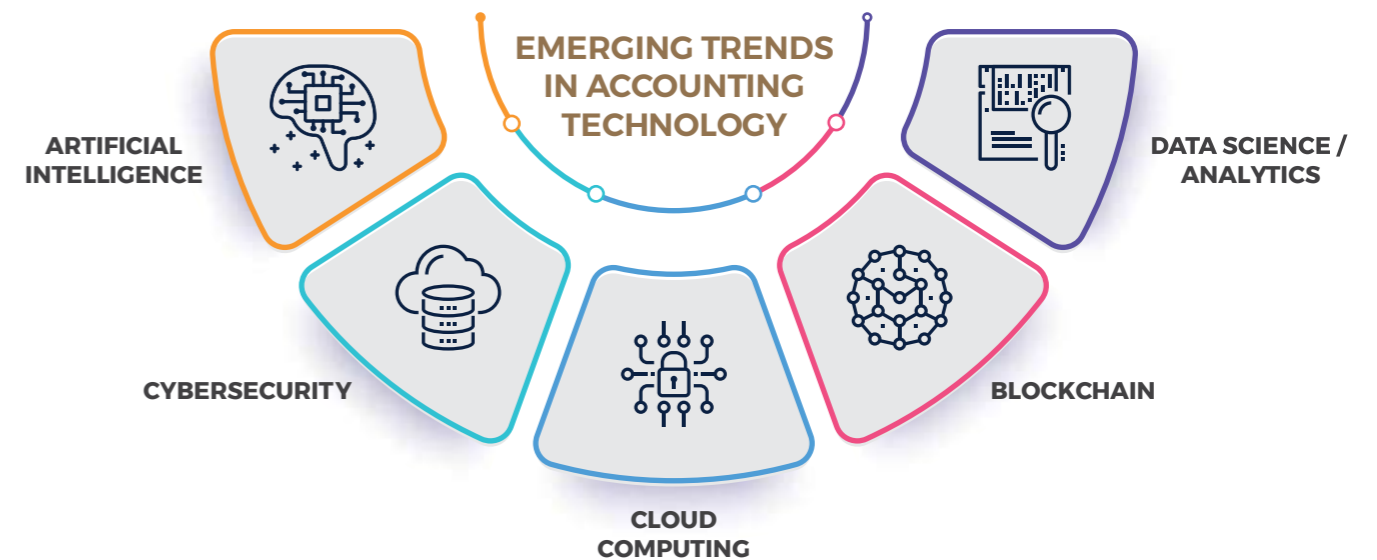 EMERGING TRENDS
IN ACCOUNTING
TECHNOLOGY
ARTIFICIAL
INTELLIGENCE
CYBERSECURITY
CLOUD
COMPUTING
BLOCKCHAIN
DATA SCIENCE /
ANALYTICS